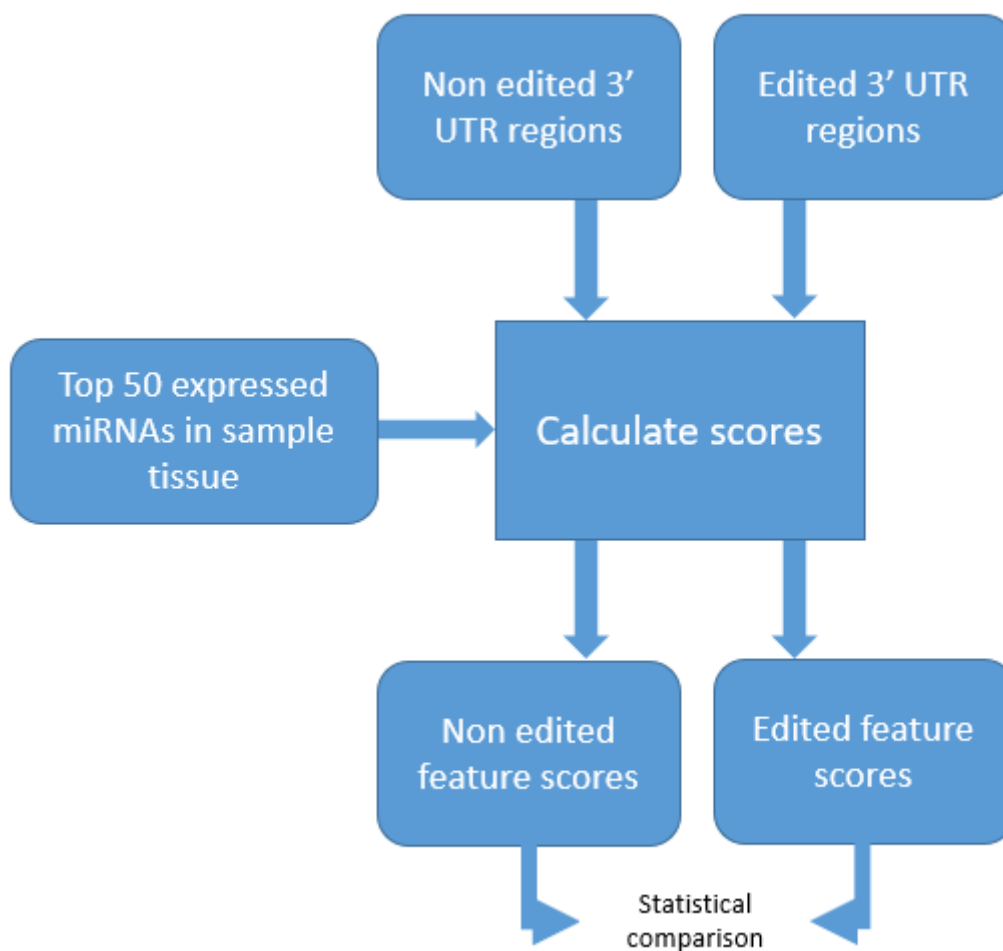 Non edited 3’
UTR regions
Edited 3’ UTR
regions
Top 50 expressed
miRNAs in sample
tissue
Calculate scores
Non edited
feature scores
Edited feature
scores
Statistical
comparison